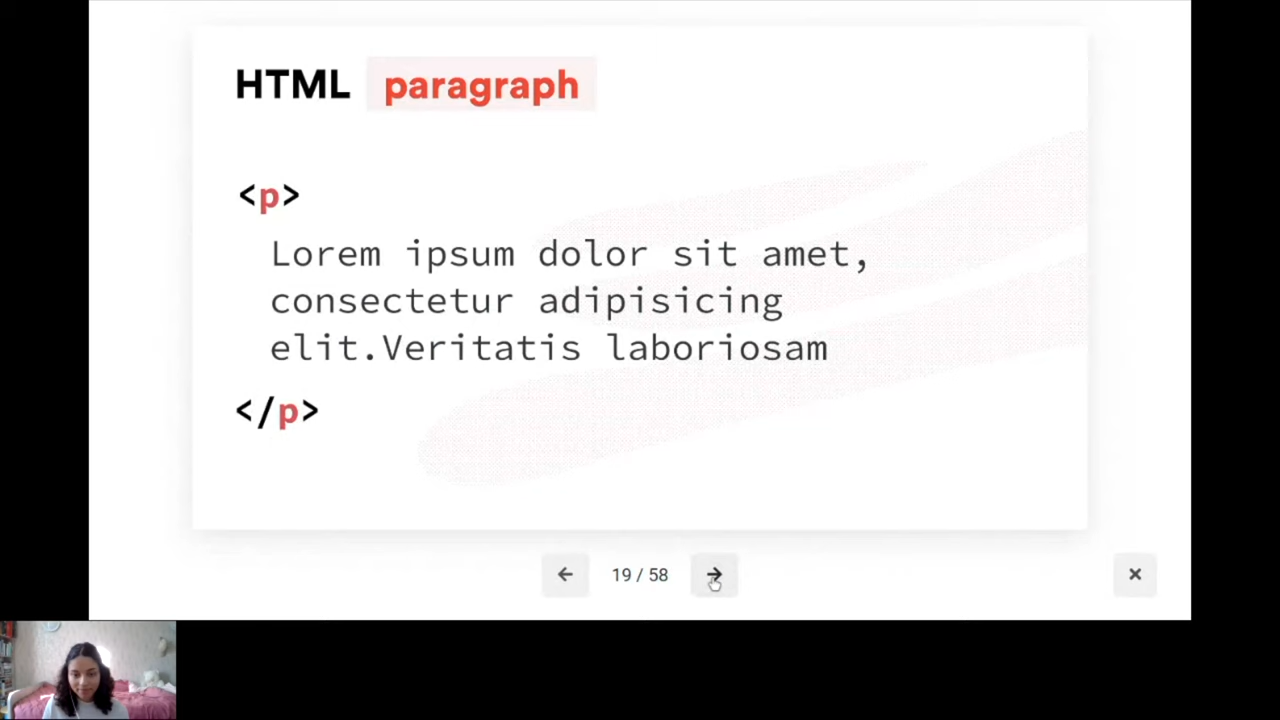 HTML paragraph
<p>
Lorem ipsum dolor sit amet,
consectetur adipisicing
elit.Veritatis laboriosam
</p>
19 / 58